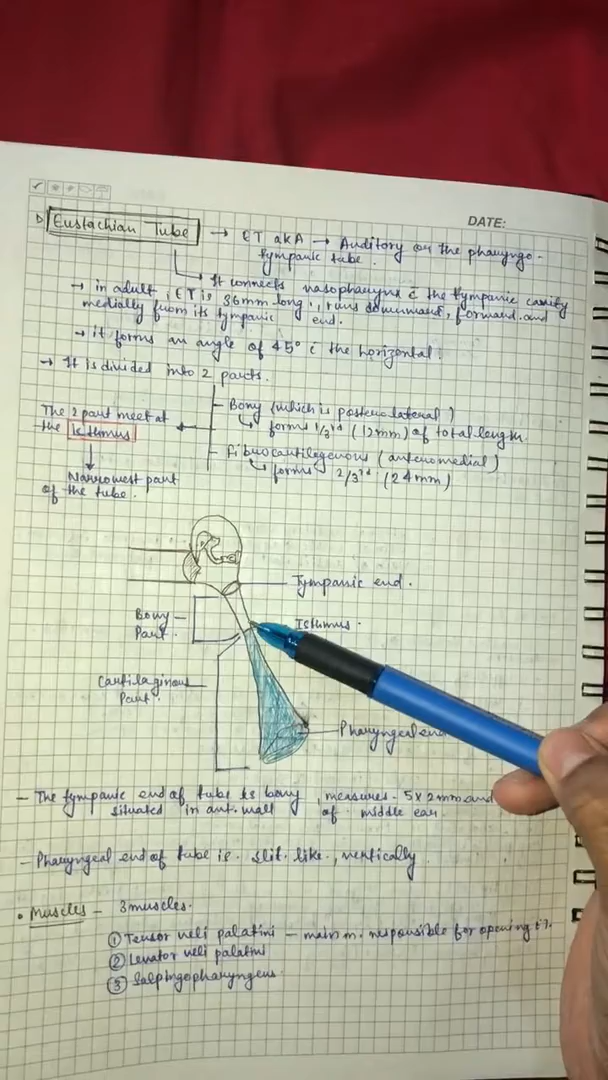 DATE:
D Eustachian Tube → ET aka → Auditory or the pharyngo-
tympanic tube.
→ It connects nasopharynx c̄ the tympanic cavity
→ in adult, ET is 36mm long, runs downward, forward and
medially from its tympanic end.
→ it forms an angle of 45° c̄ the horizontal.
→ It is divided into 2 parts.
The 2 part meet at
the Isthmus
Narrowest part
of the tube.
Bony (which is posterolateral)
forms 1/3rd (12mm) of total length.
Fibrocartilagenous (anteromedial)
forms 2/3rd (24mm)
Tympanic end.
Bony
Part.
Isthmus.
Cartilaginous
Part.
Pharyngeal end
- The tympanic end of tube is bony, measures - 5x2mm and
situated in ant. wall of middle ear.
- Pharyngeal end of tube is slit like, vertically
• Muscles - 3 muscles.
① Tensor veli palatini - main m. responsible for opening
② Levator veli palatini
③ Salpingopharyngeus